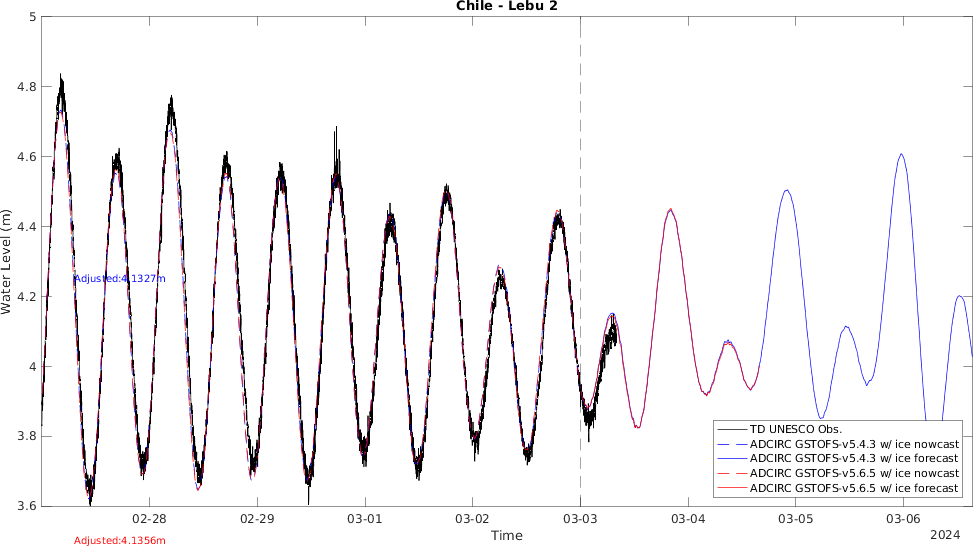 Chile - Lebu 2
5
4.8
4.6
4.4
4.2
4
3.8
3.6
Water Level (m)
Adjusted:4.1327m
TD UNESCO Obs.
ADCIRC GSTOFS-v5.4.3 w/ ice nowcast
ADCIRC GSTOFS-v5.4.3 w/ ice forecast
ADCIRC GSTOFS-v5.6.5 w/ ice nowcast
ADCIRC GSTOFS-v5.6.5 w/ ice forecast
02-28 02-29 03-01 03-02 03-03 03-04 03-05 03-06
Time
2024
Adjusted:4.1356m